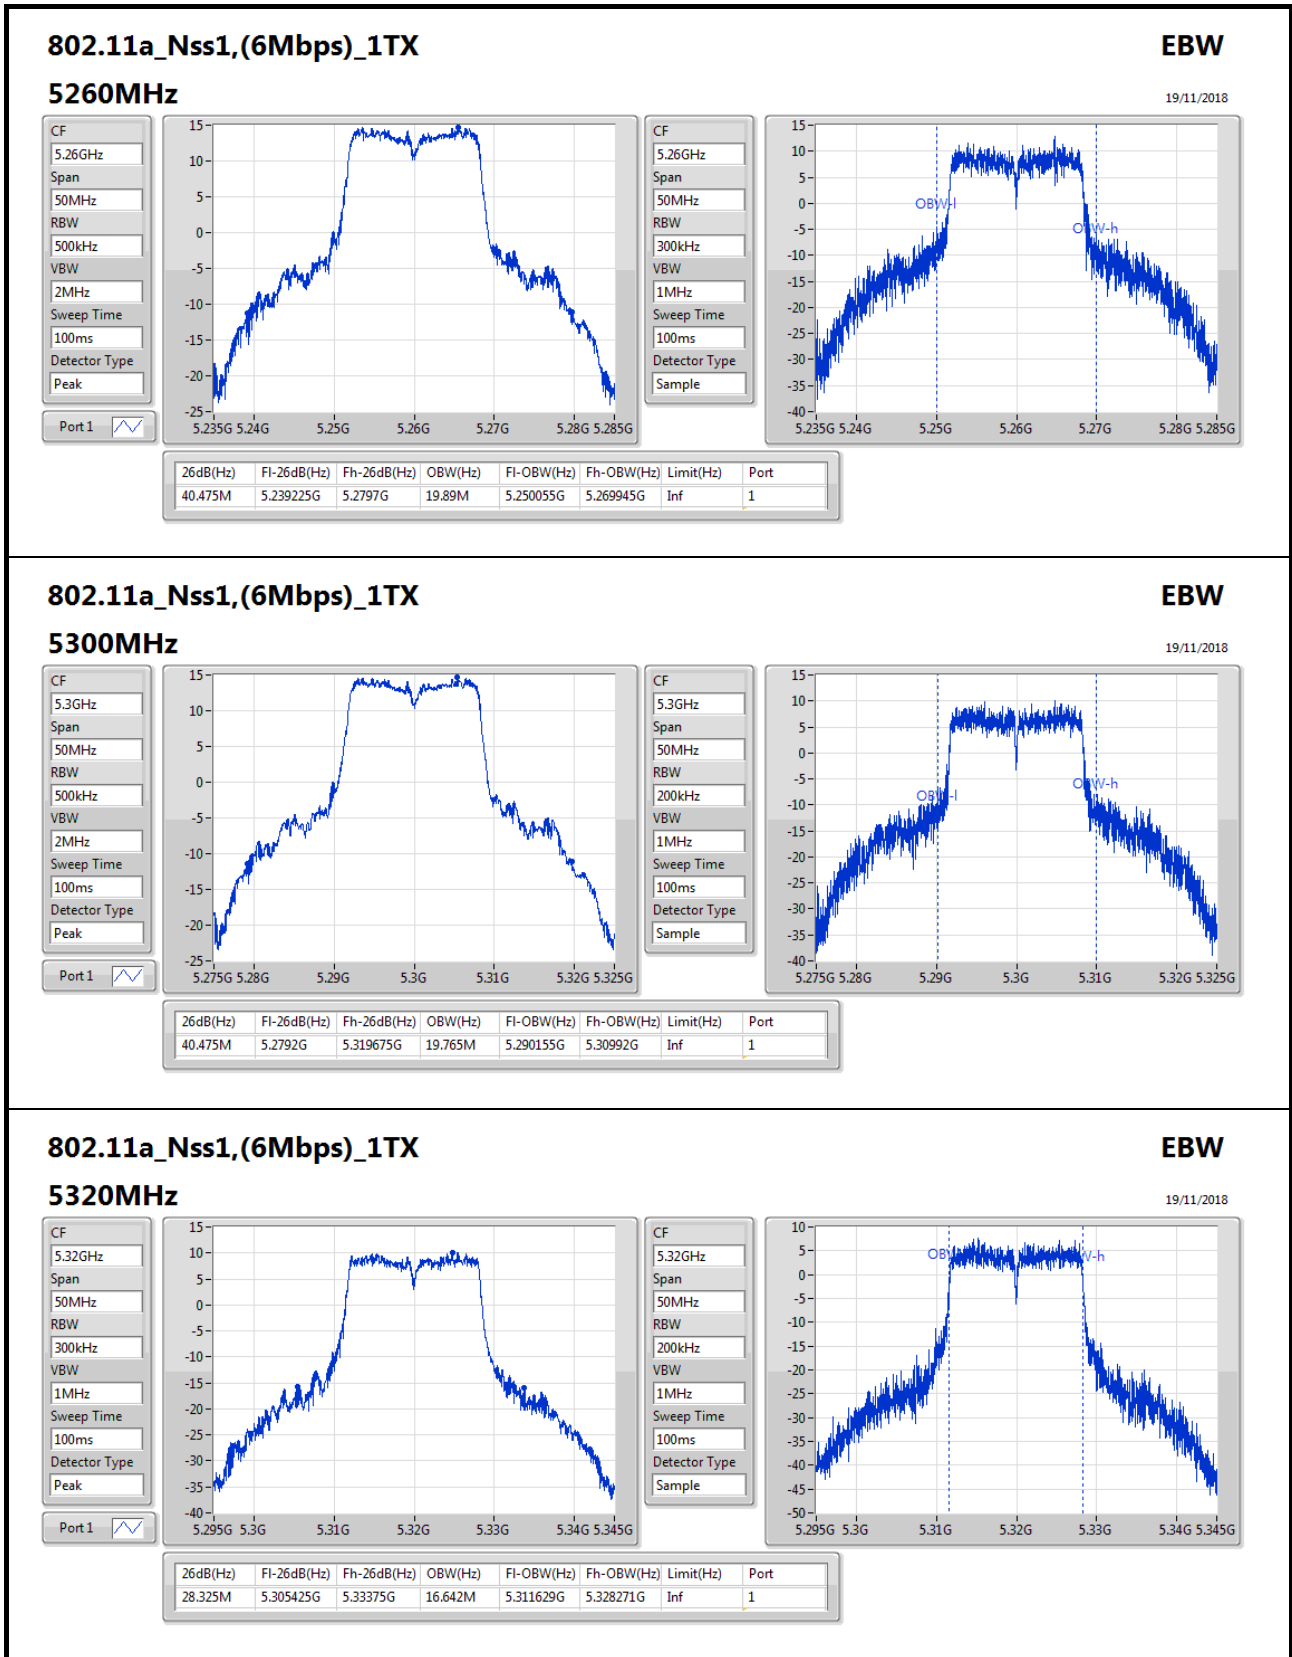 802.11a_Nss1,(6Mbps)_1TX EBW
5260MHz 19/11/2018
CF
5.26GHz
Span
50MHz
RBW
500kHz
VBW
2MHz
Sweep Time
100ms
Detector Type
Peak
Port 1
15
10
5
0
-5
-10
-15
-20
-25
5.235G 5.24G 5.25G 5.26G 5.27G 5.28G 5.285G
CF
5.26GHz
Span
50MHz
RBW
300kHz
VBW
1MHz
Sweep Time
100ms
Detector Type
Sample
15
10
5
0
-5
-10
-15
-20
-25
-30
-35
-40
OBW-l
OBW-h
5.235G 5.24G 5.25G 5.26G 5.27G 5.28G 5.285G
26dB(Hz) Fl-26dB(Hz) Fh-26dB(Hz) OBW(Hz) Fl-OBW(Hz) Fh-OBW(Hz) Limit(Hz) Port
40.475M 5.239225G 5.2797G 19.89M 5.250055G 5.269945G Inf 1
802.11a_Nss1,(6Mbps)_1TX EBW
5300MHz 19/11/2018
CF
5.3GHz
Span
50MHz
RBW
500kHz
VBW
2MHz
Sweep Time
100ms
Detector Type
Peak
Port 1
15
10
5
0
-5
-10
-15
-20
-25
5.275G 5.28G 5.29G 5.3G 5.31G 5.32G 5.325G
CF
5.3GHz
Span
50MHz
RBW
200kHz
VBW
1MHz
Sweep Time
100ms
Detector Type
Sample
15
10
5
0
-5
-10
-15
-20
-25
-30
-35
-40
OBW-l
OBW-h
5.275G 5.28G 5.29G 5.3G 5.31G 5.32G 5.325G
26dB(Hz) Fl-26dB(Hz) Fh-26dB(Hz) OBW(Hz) Fl-OBW(Hz) Fh-OBW(Hz) Limit(Hz) Port
40.475M 5.2792G 5.319675G 19.765M 5.290155G 5.30992G Inf 1
802.11a_Nss1,(6Mbps)_1TX EBW
5320MHz 19/11/2018
CF
5.32GHz
Span
50MHz
RBW
300kHz
VBW
1MHz
Sweep Time
100ms
Detector Type
Peak
Port 1
15
10
5
0
-5
-10
-15
-20
-25
-30
-35
-40
5.295G 5.3G 5.31G 5.32G 5.33G 5.34G 5.345G
CF
5.32GHz
Span
50MHz
RBW
200kHz
VBW
1MHz
Sweep Time
100ms
Detector Type
Sample
10
5
0
-5
-10
-15
-20
-25
-30
-35
-40
-45
-50
5.295G 5.3G 5.31G 5.32G 5.33G 5.34G 5.345G
26dB(Hz) Fl-26dB(Hz) Fh-26dB(Hz) OBW(Hz) Fl-OBW(Hz) Fh-OBW(Hz) Limit(Hz) Port
28.325M 5.305425G 5.33375G 16.642M 5.311629G 5.328271G Inf 1